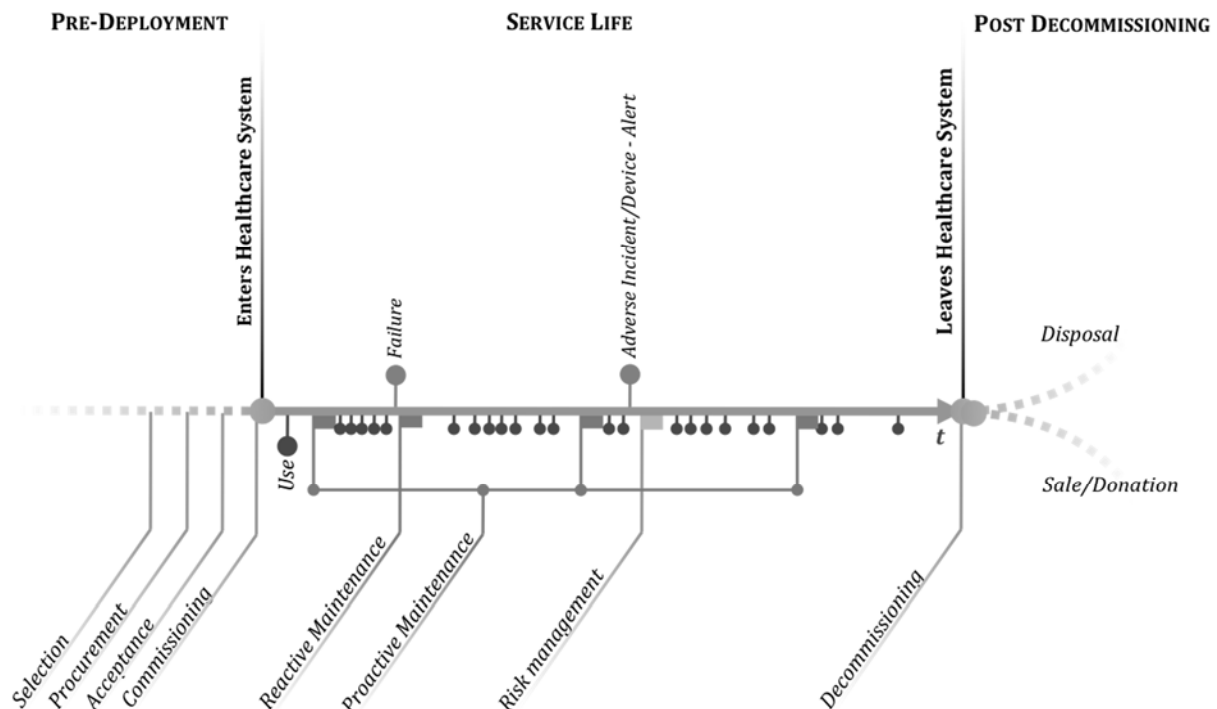 PRE-DEPLOYMENT
SERVICE LIFE
POST DECOMMISSIONING
Enters Healthcare System
Failure
Adverse Incident/Device - Alert
Leaves Healthcare System
Disposal
t
Use
Sale/Donation
Selection
Procurement
Acceptance
Commissioning
Reactive Maintenance
Proactive Maintenance
Risk management
Decommissioning